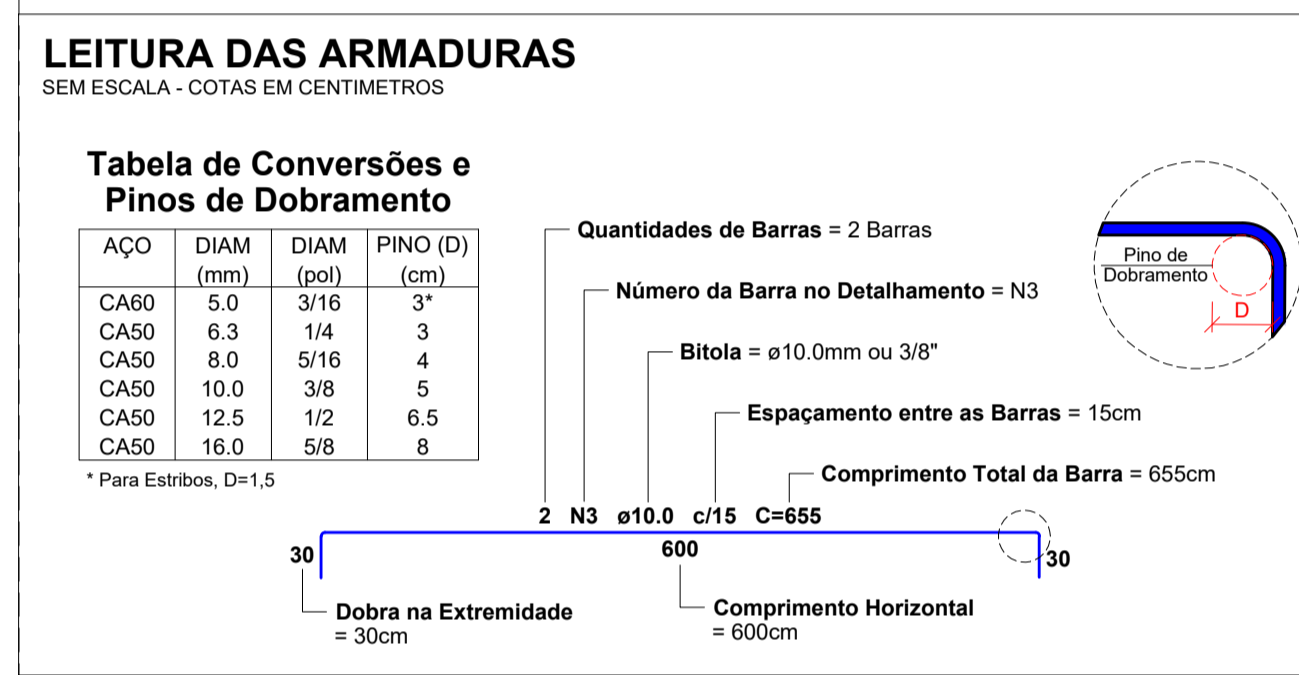 LEITURA DAS ARMADURAS
SEM ESCALA - COTAS EM CENTIMETROS
Tabela de Conversões e
Pinos de Dobramento
AÇO DIAM DIAM PINO (D)
(mm) (pol) (cm)
CA60 5.0 3/16 3*
CA50 6.3 1/4 3
CA50 8.0 5/16 4
CA50 10.0 3/8 5
CA50 12.5 1/2 6.5
CA50 16.0 5/8 8
* Para Estribos, D=1,5
Quantidades de Barras = 2 Barras
Número da Barra no Detalhamento = N3
Bitola = ø10.0mm ou 3/8"
Espaçamento entre as Barras = 15cm
Comprimento Total da Barra = 655cm
Pino de
Dobramento
D
2 N3 ø10.0 c/15 C=655
30 600 30
Dobra na Extremidade
= 30cm
Comprimento Horizontal
= 600cm